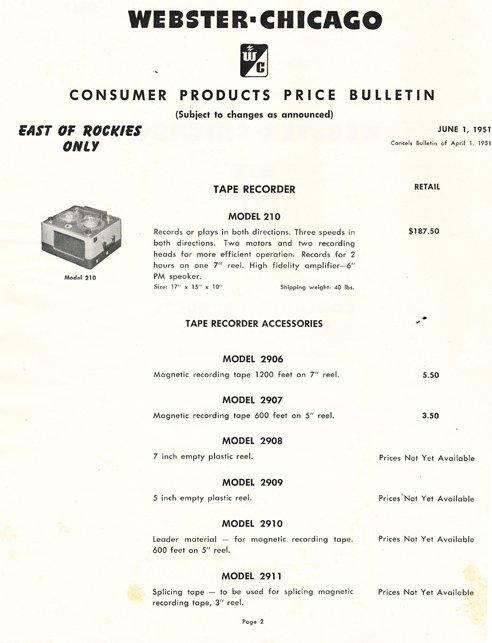 WEBSTER-CHICAGO
W
C
CONSUMER PRODUCTS PRICE BULLETIN
(Subject to changes as announced)
EAST OF ROCKIES
ONLY
JUNE 1, 1951
Cancels Bulletin of April 1, 1951
TAPE RECORDER
RETAIL
MODEL 210
Records or plays in both directions. Three speeds in
both directions. Two motors and two recording
heads for more efficient operation. Records for 2
hours on one 7" reel. High fidelity amplifier—6"
PM speaker.
$187.50
Size: 17" x 15" x 10"
Shipping weight: 40 lbs.
Model 210
TAPE RECORDER ACCESSORIES
MODEL 2906
Magnetic recording tape 1200 feet on 7" reel.
5.50
MODEL 2907
Magnetic recording tape 600 feet on 5" reel.
3.50
MODEL 2908
7 inch empty plastic reel.
Prices Not Yet Available
MODEL 2909
5 inch empty plastic reel.
Prices Not Yet Available
MODEL 2910
Leader material — for magnetic recording tape.
600 feet on 5" reel.
Prices Not Yet Available
MODEL 2911
Splicing tape — to be used for splicing magnetic
recording tape, 3" reel.
Prices Not Yet Available
Page 2